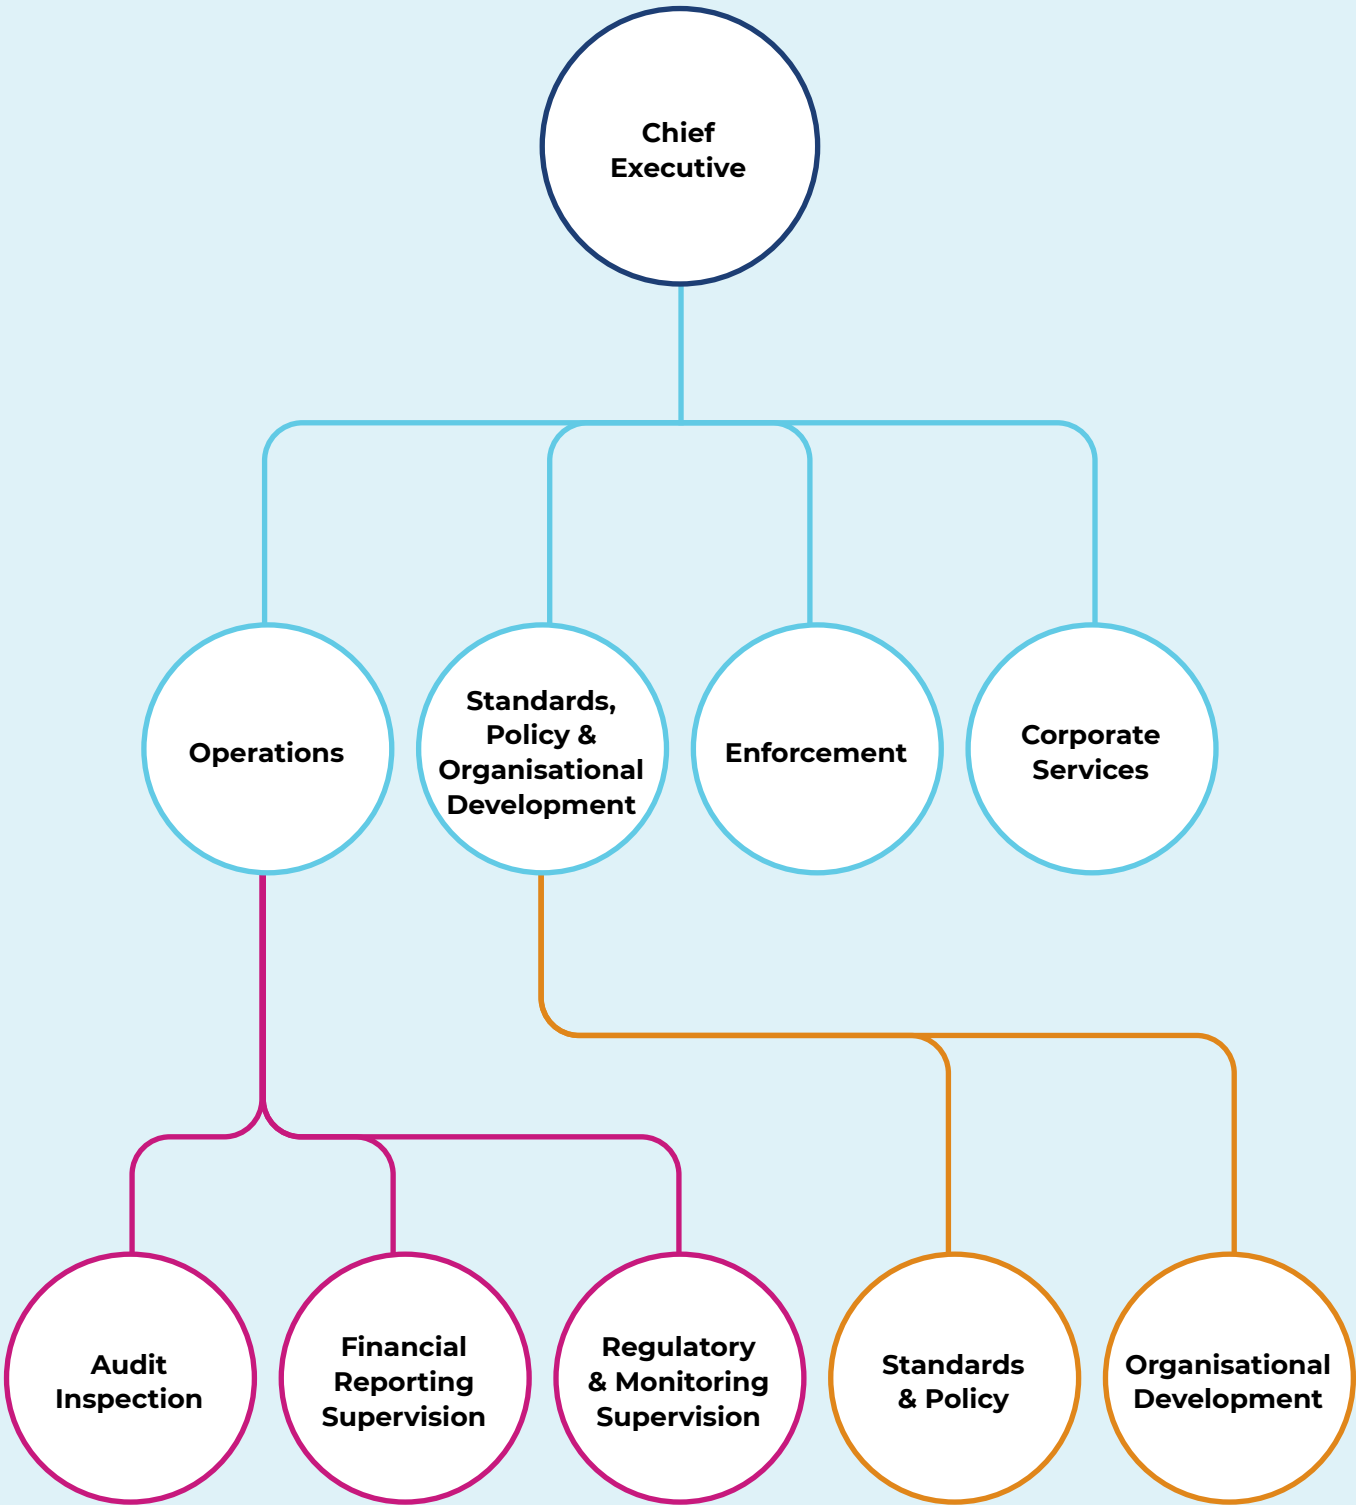 Chief
Executive
Operations
Standards,
Policy &
Organisational
Development
Enforcement
Corporate
Services
Audit
Inspection
Financial
Reporting
Supervision
Regulatory
& Monitoring
Supervision
Standards
& Policy
Organisational
Development